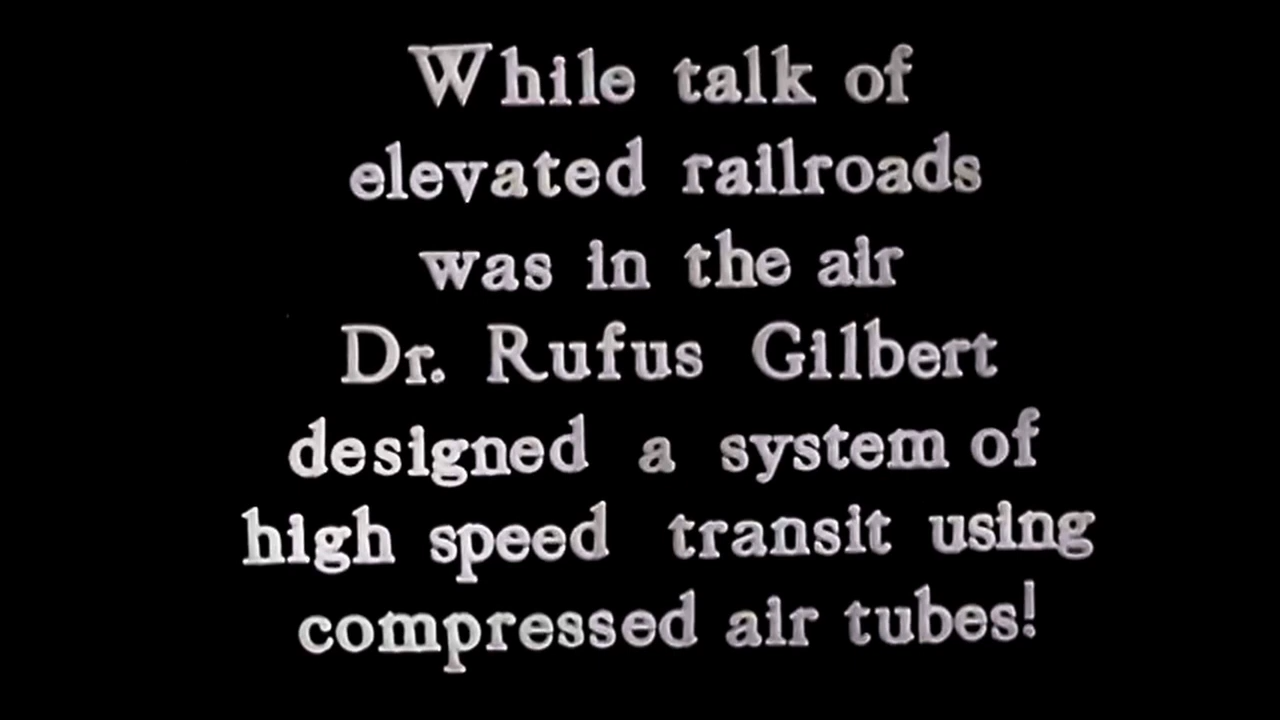 While talk of
elevated railroads
was in the air
Dr. Rufus Gilbert
designed a system of
high speed transit using
compressed air tubes!